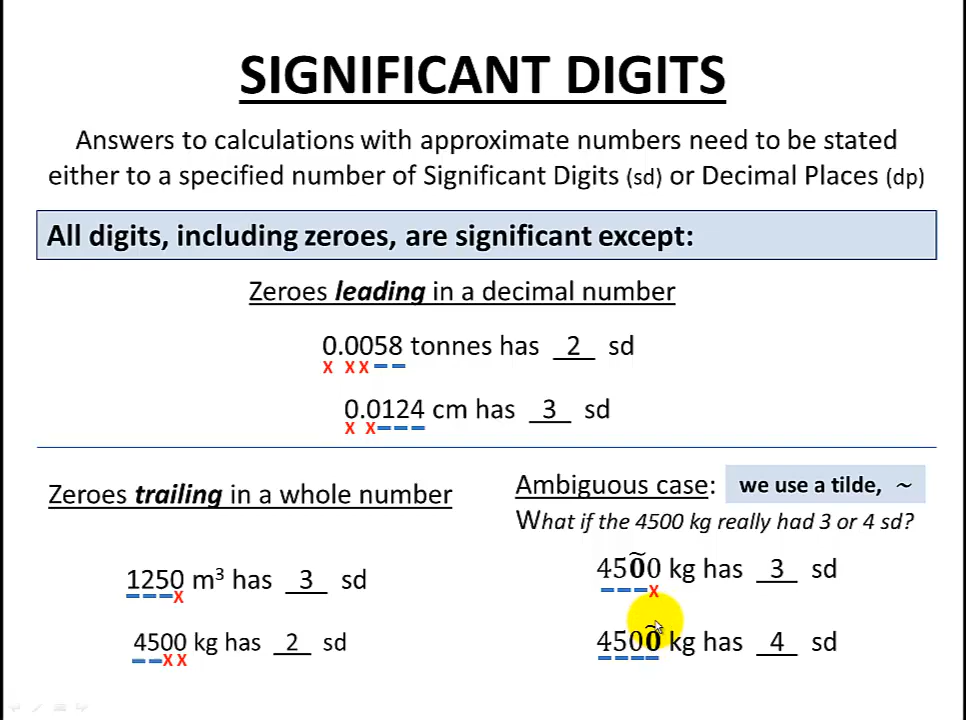 SIGNIFICANT DIGITS
Answers to calculations with approximate numbers need to be stated
either to a specified number of Significant Digits (sd) or Decimal Places (dp)
All digits, including zeroes, are significant except:
Zeroes leading in a decimal number
0.0058 tonnes has 2 sd
x xx
0.0124 cm has 3 sd
x x
Zeroes trailing in a whole number
1250 m³ has 3 sd
x
4500 kg has 2 sd
x x
Ambiguous case: we use a tildе, ~
What if the 4500 kg really had 3 or 4 sd?
450̃0 kg has 3 sd
x
4500̃ kg has 4 sd